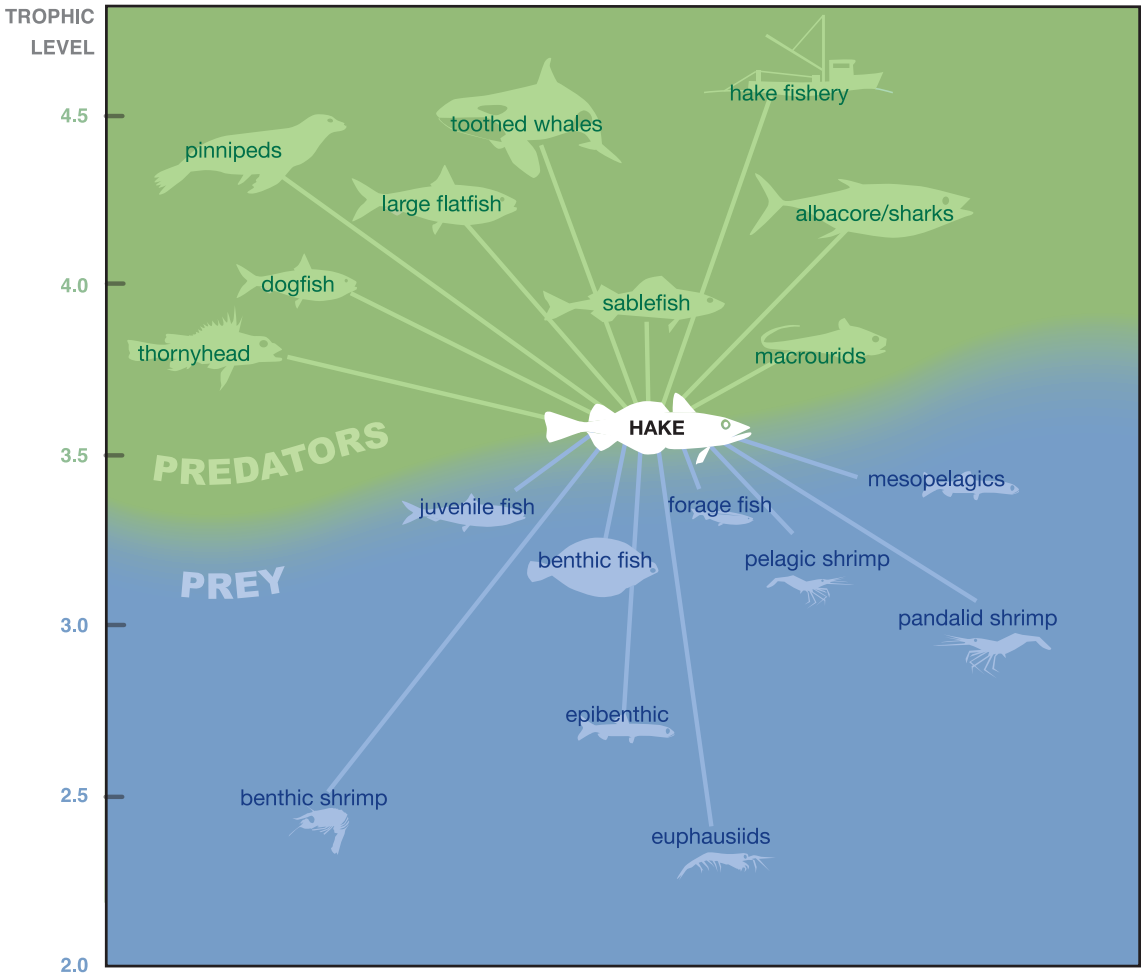 TROPHIC
LEVEL
hake fishery
4.5
toothed whales
pinnipeds
large flatfish
albacore/sharks
4.0
dogfish
sablefish
thornyhead
macrourids
HAKE
PREDATORS
3.5
mesopelagics
juvenile fish
forage fish
benthic fish
pelagic shrimp
PREY
pandalid shrimp
3.0
epibenthic
2.5
benthic shrimp
euphausiids
2.0